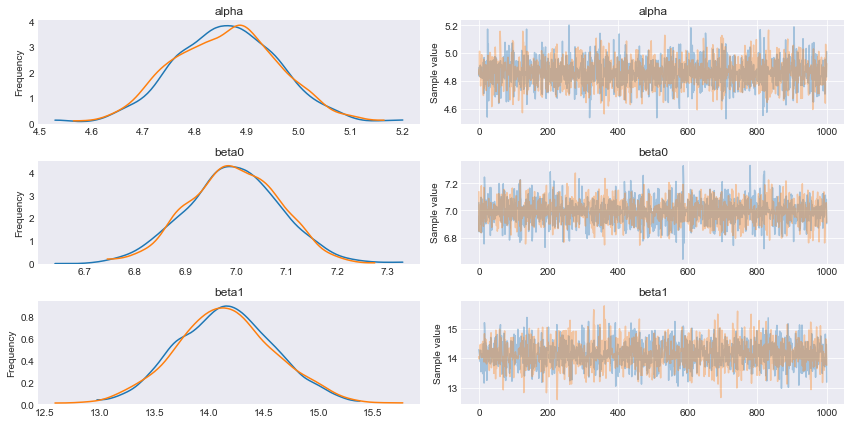 alpha
alpha
Frequency
4
3
2
1
0
4.5 4.6 4.7 4.8 4.9 5.0 5.1 5.2
Sample value
5.2
5.0
4.8
4.6
0 200 400 600 800 1000
beta0
beta0
Frequency
4
3
2
1
0
6.7 6.8 6.9 7.0 7.1 7.2 7.3
Sample value
7.2
7.0
6.8
0 200 400 600 800 1000
beta1
beta1
Frequency
0.8
0.6
0.4
0.2
0.0
12.5 13.0 13.5 14.0 14.5 15.0 15.5
Sample value
15
14
13
0 200 400 600 800 1000